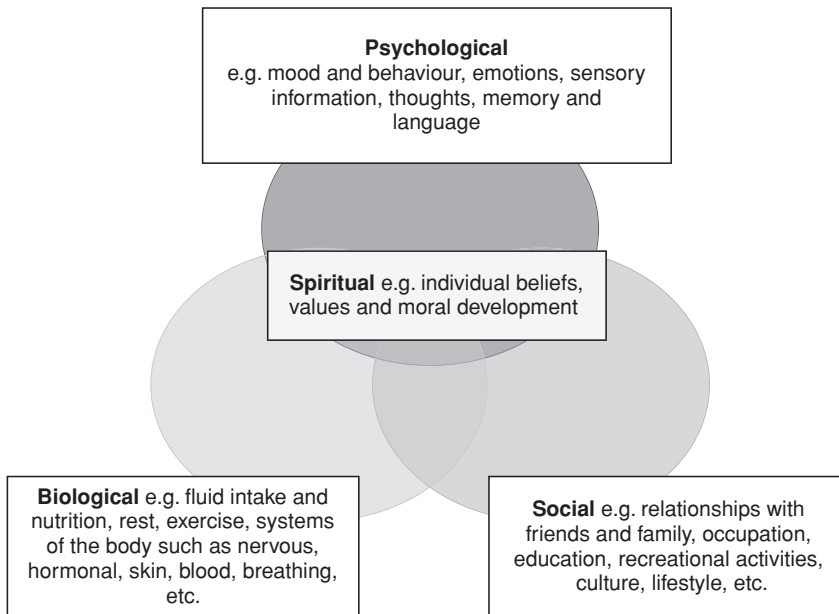 Psychological
e.g. mood and behaviour, emotions, sensory
information, thoughts, memory and
language
Spiritual e.g. individual beliefs,
values and moral development
Biological e.g. fluid intake and
nutrition, rest, exercise, systems
of the body such as nervous,
hormonal, skin, blood, breathing,
etc.
Social e.g. relationships with
friends and family, occupation,
education, recreational activities,
culture, lifestyle, etc.